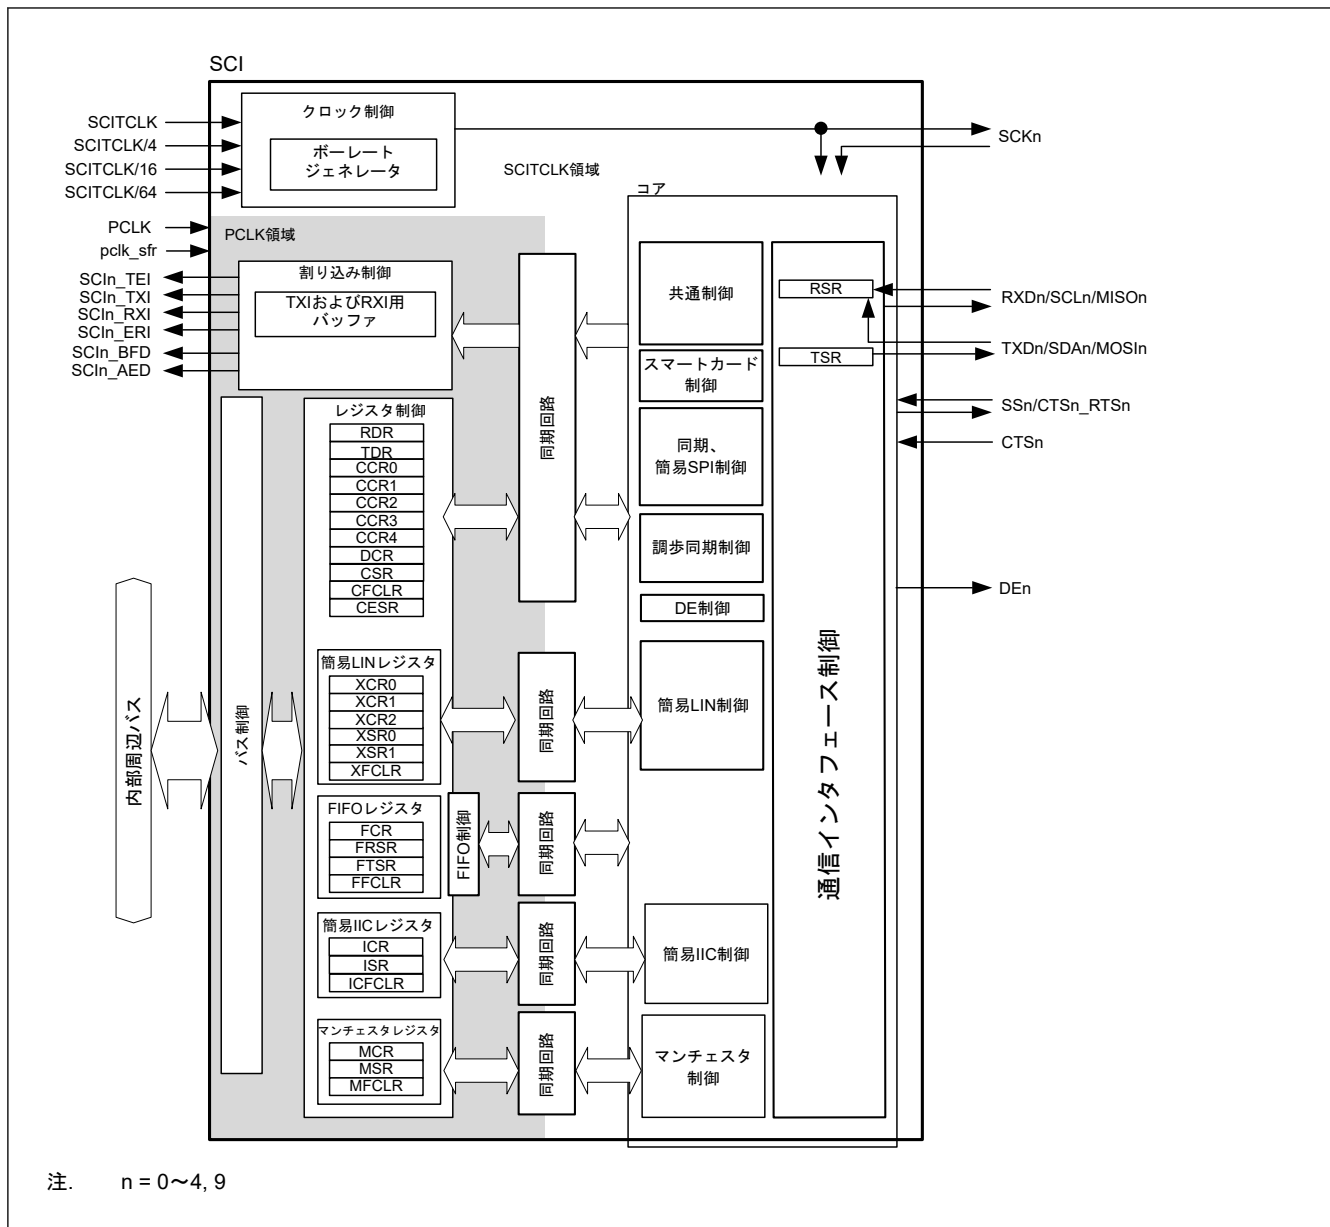 SCI
クロック制御
ボーレート
ジェネレータ
SCITCLK
SCITCLK/4
SCITCLK/16
SCITCLK/64
PCLK
pclk_sfr
SCITCLK領域
SCKn
コア
PCLK領域
割り込み制御
TXIおよびRXI用
バッファ
SCIn_TEI
SCIn_TXI
SCIn_RXI
SCIn_ERI
SCIn_BFD
SCIn_AED
レジスタ制御
RDR
TDR
CCR0
CCR1
CCR2
CCR3
CCR4
DCR
CSR
CFCLR
CESR
簡易LINレジスタ
XCR0
XCR1
XCR2
XSR0
XSR1
XFCLR
FIFOレジスタ
FCR
FRSR
FTSR
FFCLR
FIFO制御
簡易IICレジスタ
ICR
ISR
ICFCLR
マンチェスタレジスタ
MCR
MSR
MFCLR
内部周辺バス
バス制御
同期回路
同期回路
同期回路
同期回路
同期回路
共通制御
スマートカード
制御
同期、
簡易SPI制御
調歩同期制御
DE制御
簡易LIN制御
簡易IIC制御
マンチェスタ
制御
RSR
TSR
通信インタフェース制御
RXDn/SCLn/MISOn
TXDn/SDAn/MOSIn
SSn/CTSn_RTSn
CTSn
DEn
注. n = 0～4, 9